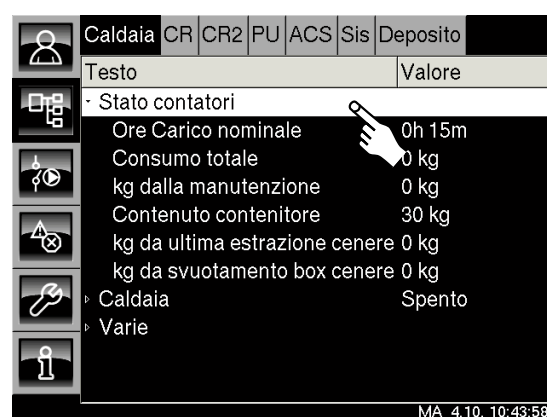 Caldaia CR CR2 PU ACS Sis Deposito
Testo Valore
Stato contatori
Ore Carico nominale 0h 15m
Consumo totale 0 kg
kg dalla manutenzione 0 kg
Contenuto contenitore 30 kg
kg da ultima estrazione cenere 0 kg
kg da svuotamento box cenere 0 kg
Caldaia Spento
Varie
MA 4.10. 10:43:58